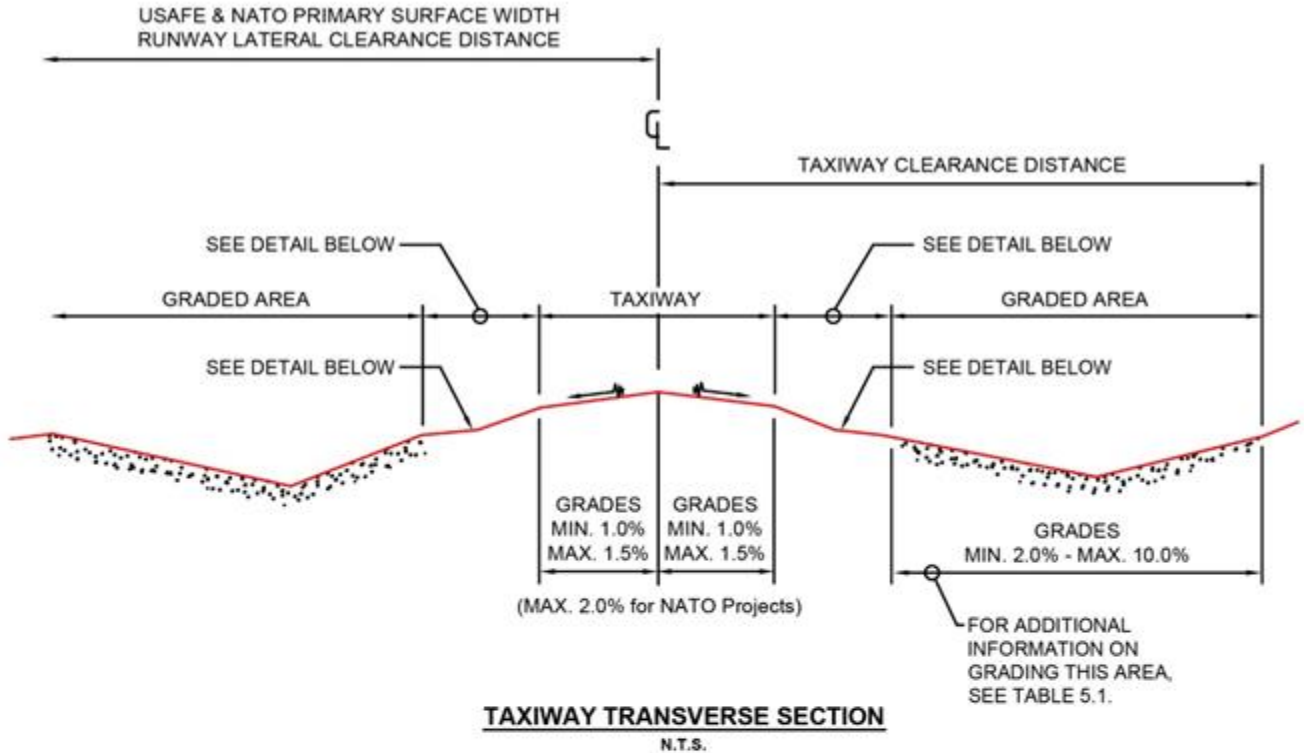 USAFE & NATO PRIMARY SURFACE WIDTH
RUNWAY LATERAL CLEARANCE DISTANCE
CL
TAXIWAY CLEARANCE DISTANCE
SEE DETAIL BELOW
SEE DETAIL BELOW
GRADED AREA
TAXIWAY
GRADED AREA
SEE DETAIL BELOW
SEE DETAIL BELOW
GRADES
MIN. 1.0%
MAX. 1.5%
GRADES
MIN. 1.0%
MAX. 1.5%
GRADES
MIN. 2.0% - MAX. 10.0%
(MAX. 2.0% for NATO Projects)
FOR ADDITIONAL
INFORMATION ON
GRADING THIS AREA,
SEE TABLE 5.1.
TAXIWAY TRANSVERSE SECTION
N.T.S.